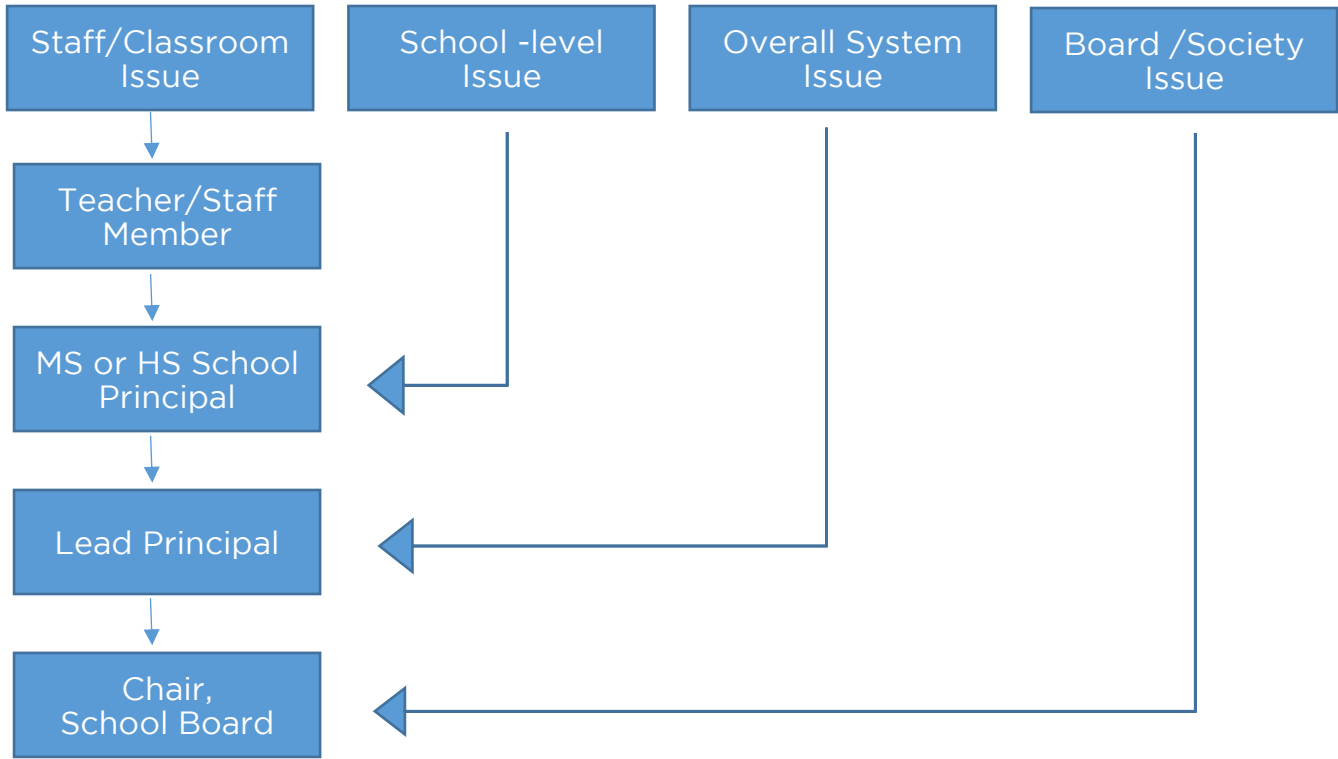 Staff/Classroom
Issue
School -level
Issue
Overall System
Issue
Board /Society
Issue
Teacher/Staff
Member
MS or HS School
Principal
Lead Principal
Chair,
School Board